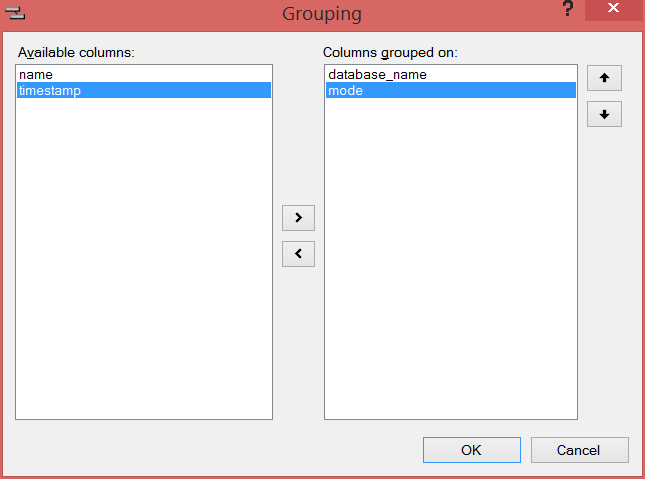 Grouping
?
Available columns:
name
timestamp
Columns grouped on:
database_name
mode
>
<
OK
Cancel